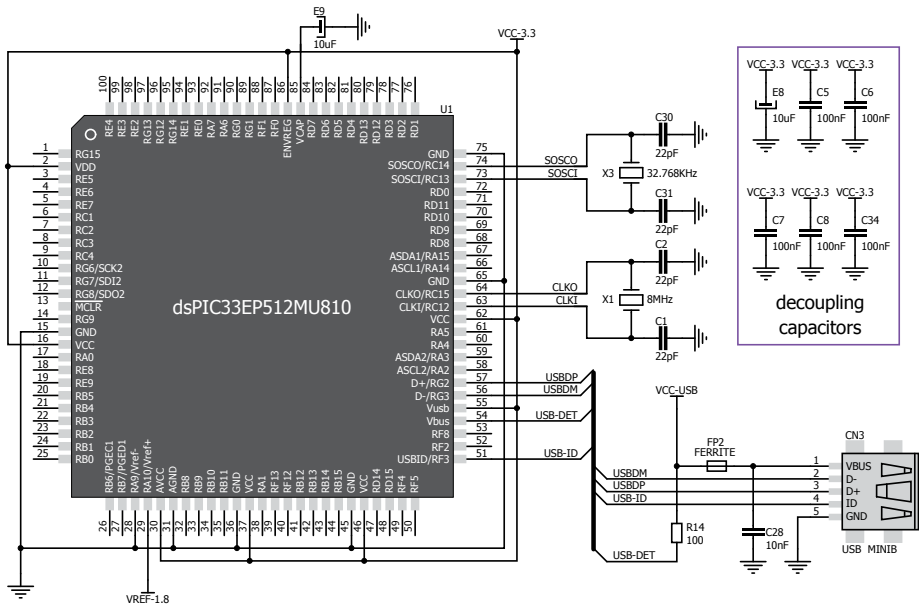 E9
10uF
VCC-3.3
100
99
98
97
96
95
94
93
92
91
90
89
88
87
86
85
84
83
82
81
80
79
78
77
76
U1
RE4
RE3
RE2
RG13
RG12
RG14
RE1
RE0
RA7
RA6
RG0
RG1
RF1
RF0
ENVREG
VCAP
RD7
RD6
RD5
RD4
RD13
RD12
RD3
RD2
RD1
1 RG15
2 VDD
3 RE5
4 RE6
5 RE7
6 RC1
7 RC2
8 RC3
9 RC4
10 RG6/SCK2
11 RG7/SDI2
12 RG8/SDO2
13 MCLR
14 RG9
15 GND
16 VCC
17 RA0
18 RE8
19 RE9
20 RB5
21 RB4
22 RB3
23 RB2
24 RB1
25 RB0
dsPIC33EP512MU810
GND 75
SOSCO/RC14 74 SOSCO
SOSCI/RC13 73 SOSCI
RD0 72
RD11 71
RD10 70
RD9 69
RD8 68
ASDA1/RA15 67
ASCL1/RA14 66
GND 65
CLKO/RC15 64 CLKO
CLKI/RC12 63 CLKI
VCC 62
RA5 61
RA4 60
ASDA2/RA3 59
ASCL2/RA2 58
D+/RG2 57 USBDP
D-/RG3 56 USBDM
Vusb 55
Vbus 54 USB-DET
RF8 53
RF2 52
USBID/RF3 51 USB-ID
RB6/PGEC1
RB7/PGED1
RA9/Vref-
RA10/Vref+
AVCC
AGND
RB8
RB9
RB10
RB11
GND
VCC
RA1
RF13
RF12
RB12
RB13
RB14
RB15
GND
VCC
RD14
RD15
RF4
RF5
26
27
28
29
30
31
32
33
34
35
36
37
38
39
40
41
42
43
44
45
46
47
48
49
50
VREF-1.8
C30
22pF
X3 32.768KHz
C31
22pF
C2
22pF
X1 8MHz
C1
22pF
VCC-3.3 VCC-3.3 VCC-3.3
E8 C5 C6
10uF 100nF 100nF
VCC-3.3 VCC-3.3 VCC-3.3
C7 C8 C34
100nF 100nF 100nF
decoupling
capacitors
VCC-USB
FP2
FERRITE
USBDM
USBDP
USB-ID
USB-DET
R14
100
C28
10nF
CN3
1 VBUS
2 D-
3 D+
4 ID
5 GND
USB MINIB